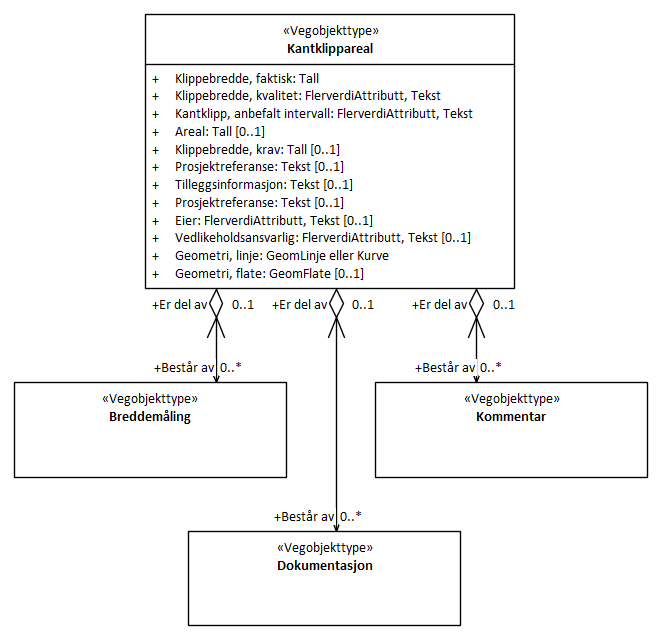 «Vegobjekttype»
Kantklippareal
+ Klippebredde, faktisk: Tall
+ Klippebredde, kvalitet: FlerverdiAttributt, Tekst
+ Kantklipp, anbefalt intervall: FlerverdiAttributt, Tekst
+ Areal: Tall [0..1]
+ Klippebredde, krav: Tall [0..1]
+ Prosjektreferanse: Tekst [0..1]
+ Tilleggsinformasjon: Tekst [0..1]
+ Prosjektreferanse: Tekst [0..1]
+ Eier: FlerverdiAttributt, Tekst [0..1]
+ Vedlikeholdsansvarlig: FlerverdiAttributt, Tekst [0..1]
+ Geometri, linje: GeomLinje eller Kurve
+ Geometri, flate: GeomFlate [0..1]
+Er del av 0..1 +Er del av 0..1 +Er del av 0..1
+Består av 0..* +Består av 0..*
«Vegobjekttype» «Vegobjekttype»
Breddemåling Kommentar
+Består av 0..*
«Vegobjekttype»
Dokumentasjon